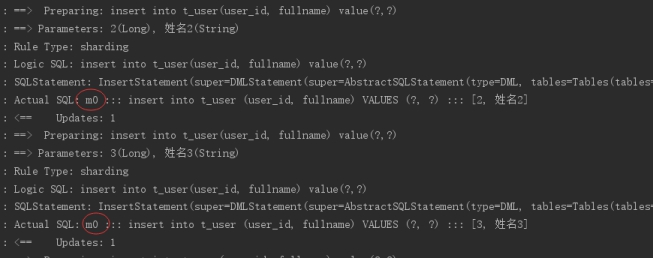 : ==>  Preparing: insert into t_user(user_id, fullname) value(?,?)
: ==> Parameters: 2(Long), 姓名2(String)
: Rule Type: sharding
: Logic SQL: insert into t_user(user_id, fullname) value(?,?)
: SQLStatement: InsertStatement(super=DMLStatement(super=AbstractSQLStatement(type=DML, tables=Tables(tables=
: Actual SQL: m0 ::: insert into t_user (user_id, fullname) VALUES (?, ?) ::: [2, 姓名2]
: <==    Updates: 1
: ==>  Preparing: insert into t_user(user_id, fullname) value(?,?)
: ==> Parameters: 3(Long), 姓名3(String)
: Rule Type: sharding
: Logic SQL: insert into t_user(user_id, fullname) value(?,?)
: SQLStatement: InsertStatement(super=DMLStatement(super=AbstractSQLStatement(type=DML, tables=Tables(tables=
: Actual SQL: m0 ::: insert into t_user (user_id, fullname) VALUES (?, ?) ::: [3, 姓名3]
: <==    Updates: 1